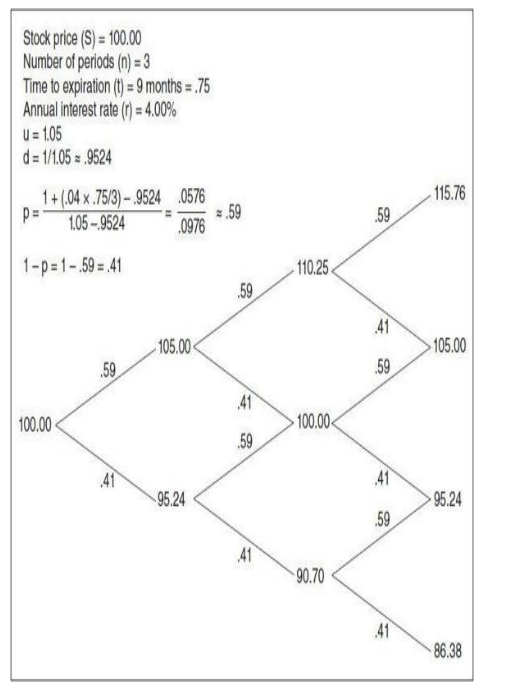 Stock price (S) = 100.00
Number of periods (n) = 3
Time to expiration (t) = 9 months = .75
Annual interest rate (r) = 4.00%
u = 1.05
d = 1/1.05 ≈ .9524
p = 1 + (.04 x .75/3) – .9524 / 1.05 –.9524 = .0576 / .0976 ≈ .59
1 – p = 1 – .59 = .41
115.76
.59
110.25
.59
.41
105.00
105.00
.59
.59
.41
100.00
100.00
.59
.41
.41
95.24
95.24
.59
.41
90.70
.41
86.38